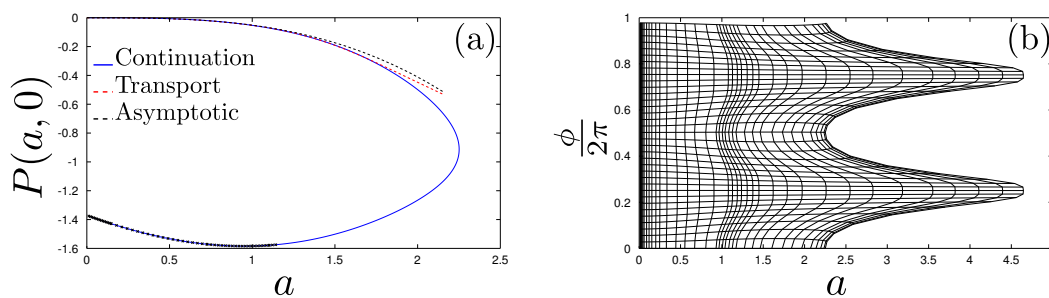 (a)
P(a, 0)
0
-0.2
-0.4
-0.6
-0.8
-1
-1.2
-1.4
-1.6
Continuation
Transport
Asymptotic
0 0.5 1 1.5 2 2.5
a
(b)
ϕ/2π
1
0.8
0.6
0.4
0.2
0
0 0.5 1 1.5 2 2.5 3 3.5 4 4.5
a